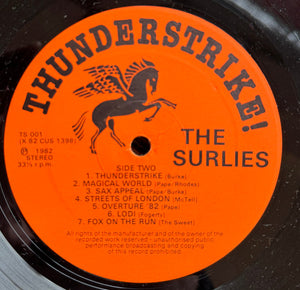 THUNDERSTRIKE!
TS 001
(K 82 CUS 1398)
℗ 1982
STEREO
33⅓ r.p.m.
THE
SURLIES
SIDE TWO
1. THUNDERSTRIKE (Burke)
2. MAGICAL WORLD (Pape/Rhodes)
3. SAX APPEAL (Pape/Burke)
4. STREETS OF LONDON (McTell)
5. OVERTURE '82 (Pape)
6. LODI (Fogerty)
7. FOX ON THE RUN (The Sweet)
All rights of the manufacturer and of the owner of the
recorded work reserved - unauthorised public
performance broadcasting and copying
of this record prohibited.